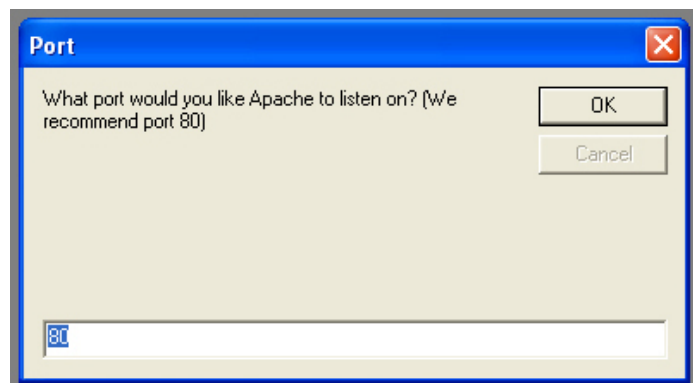 Port
What port would you like Apache to listen on? (We
recommend port 80)
OK
Cancel
80